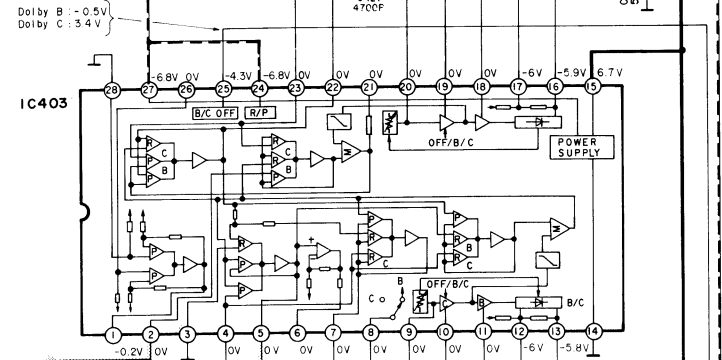 4700P
Dolby B : -0.5V
Dolby C : 3.4V
-6.8V 0V -4.3V -6.8V 0V 0V 0V 0V 0V 0V -6V -5.9V 6.7V
28 27 26 25 24 23 22 21 20 19 18 17 16 15
IC403
B/C OFF R/P
R C P B
R C P B
M
OFF/B/C
POWER
SUPPLY
P P
R P P
+
P R R C
P R R B C
M
B
C
OFF/B/C
B
B/C
1 2 3 4 5 6 7 8 9 10 11 12 13 14
-0.2V 0V 0V 0V 0V 0V 0V 0V 0V 0V -6V -5.8V